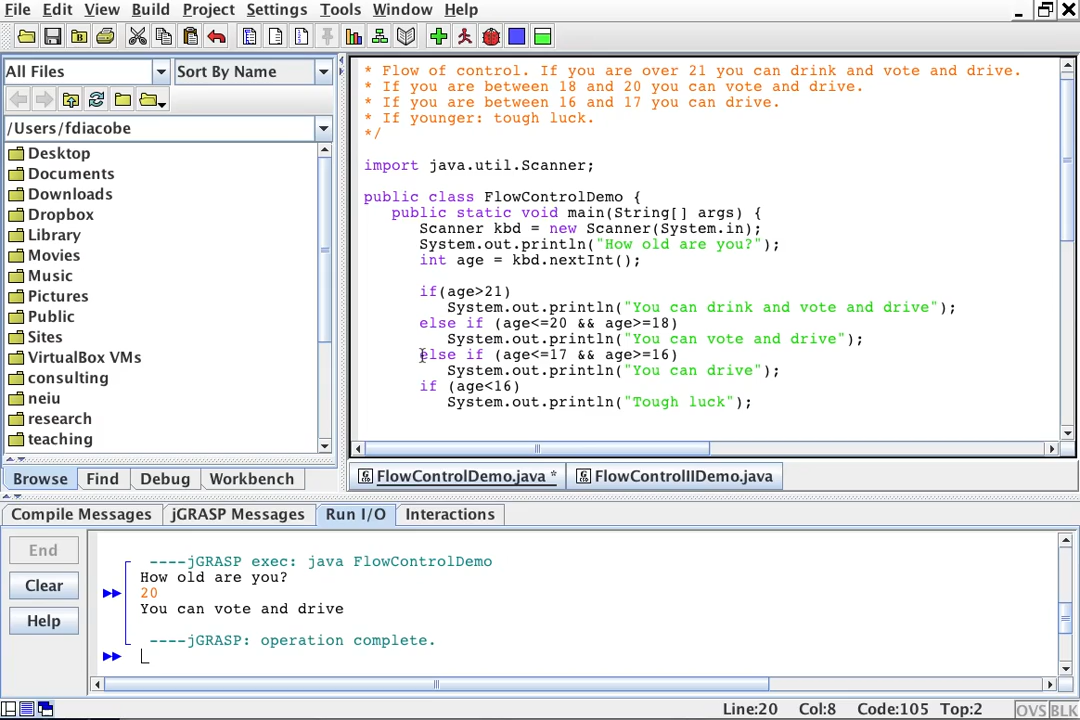 File Edit View Build Project Settings Tools Window Help
All Files Sort By Name
/Users/fdiacobe
Desktop
Documents
Downloads
Dropbox
Library
Movies
Music
Pictures
Public
Sites
VirtualBox VMs
consulting
neiu
research
teaching
Browse Find Debug Workbench
* Flow of control. If you are over 21 you can drink and vote and drive.
* If you are between 18 and 20 you can vote and drive.
* If you are between 16 and 17 you can drive.
* If younger: tough luck.
*/
import java.util.Scanner;
public class FlowControlDemo {
public static void main(String[] args) {
Scanner kbd = new Scanner(System.in);
System.out.println("How old are you?");
int age = kbd.nextInt();
if(age>21)
System.out.println("You can drink and vote and drive");
else if (age<=20 && age>=18)
System.out.println("You can vote and drive");
else if (age<=17 && age>=16)
System.out.println("You can drive");
if (age<16)
System.out.println("Tough luck");
FlowControlDemo.java * FlowControlIIDemo.java
Compile Messages jGRASP Messages Run I/O Interactions
End
Clear
Help
----jGRASP exec: java FlowControlDemo
How old are you?
20
You can vote and drive
----jGRASP: operation complete.
Line:20 Col:8 Code:105 Top:2 OVS BLK